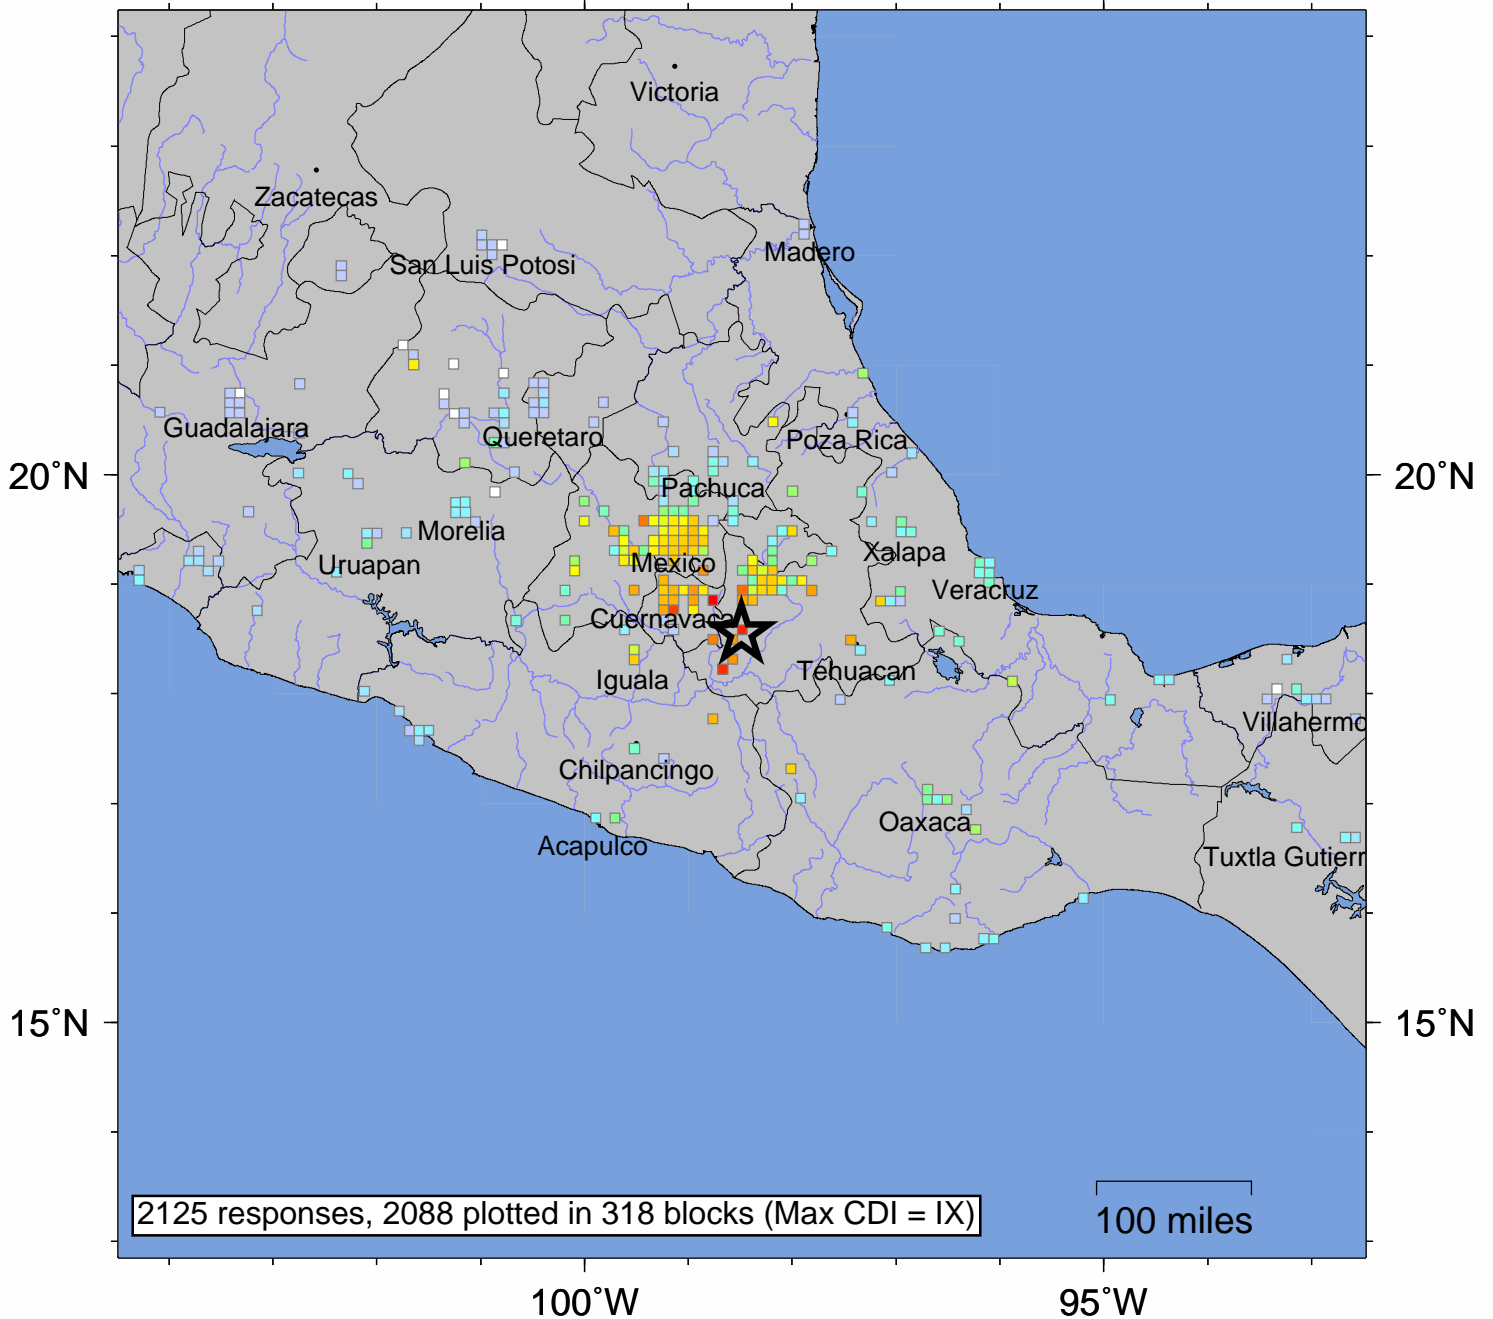 Victoria
Zacatecas
San Luis Potosi
Madero
Guadalajara
Queretaro
Poza Rica
20˚N
20˚N
Pachuca
Morelia
Uruapan
Mexico
Xalapa
Veracruz
Cuernavaca
Iguala
Tehuacan
Villahermo
Chilpancingo
Oaxaca
Acapulco
Tuxtla Gutierr
15˚N
15˚N
2125 responses, 2088 plotted in 318 blocks (Max CDI = IX)
100 miles
100˚W
95˚W